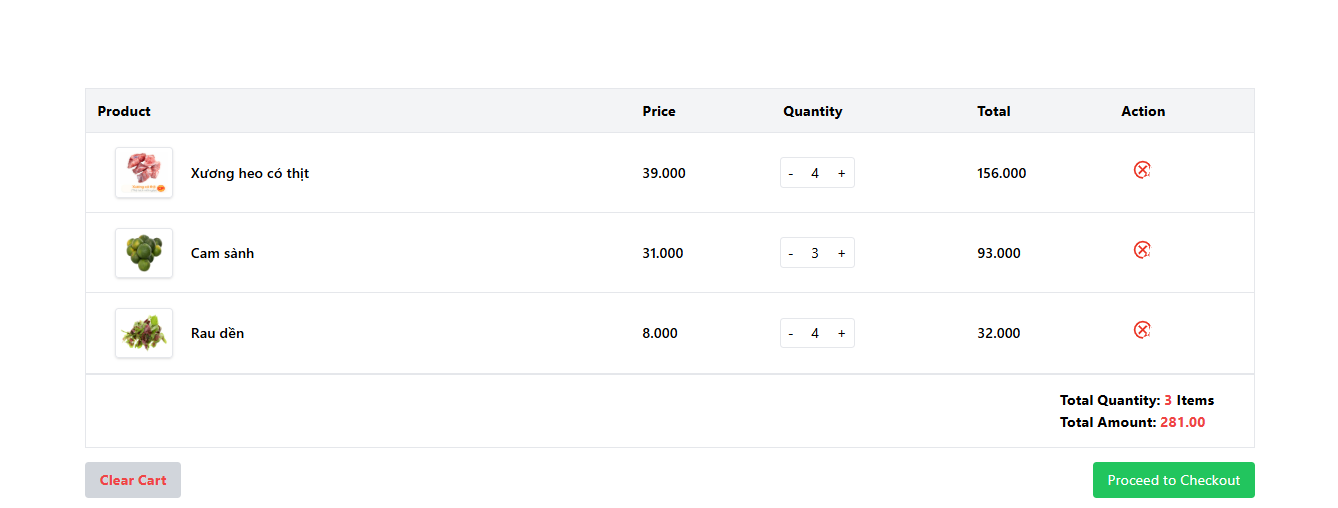 Product Price Quantity Total Action
Xương heo có thịt 39.000 - 4 + 156.000
Cam sành 31.000 - 3 + 93.000
Rau dền 8.000 - 4 + 32.000
Total Quantity: 3 Items
Total Amount: 281.00
Clear Cart Proceed to Checkout